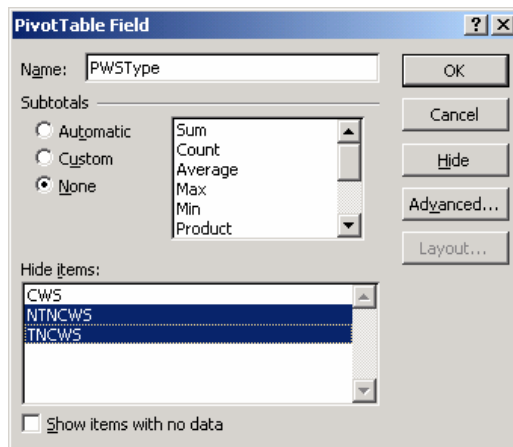 PivotTable Field
Name: PWSType
OK
Subtotals
Cancel
Automatic
Custom
None
Sum
Count
Average
Max
Min
Product
Hide
Advanced...
Layout...
Hide items:
CWS
NTNCWS
TNCWS
Show items with no data